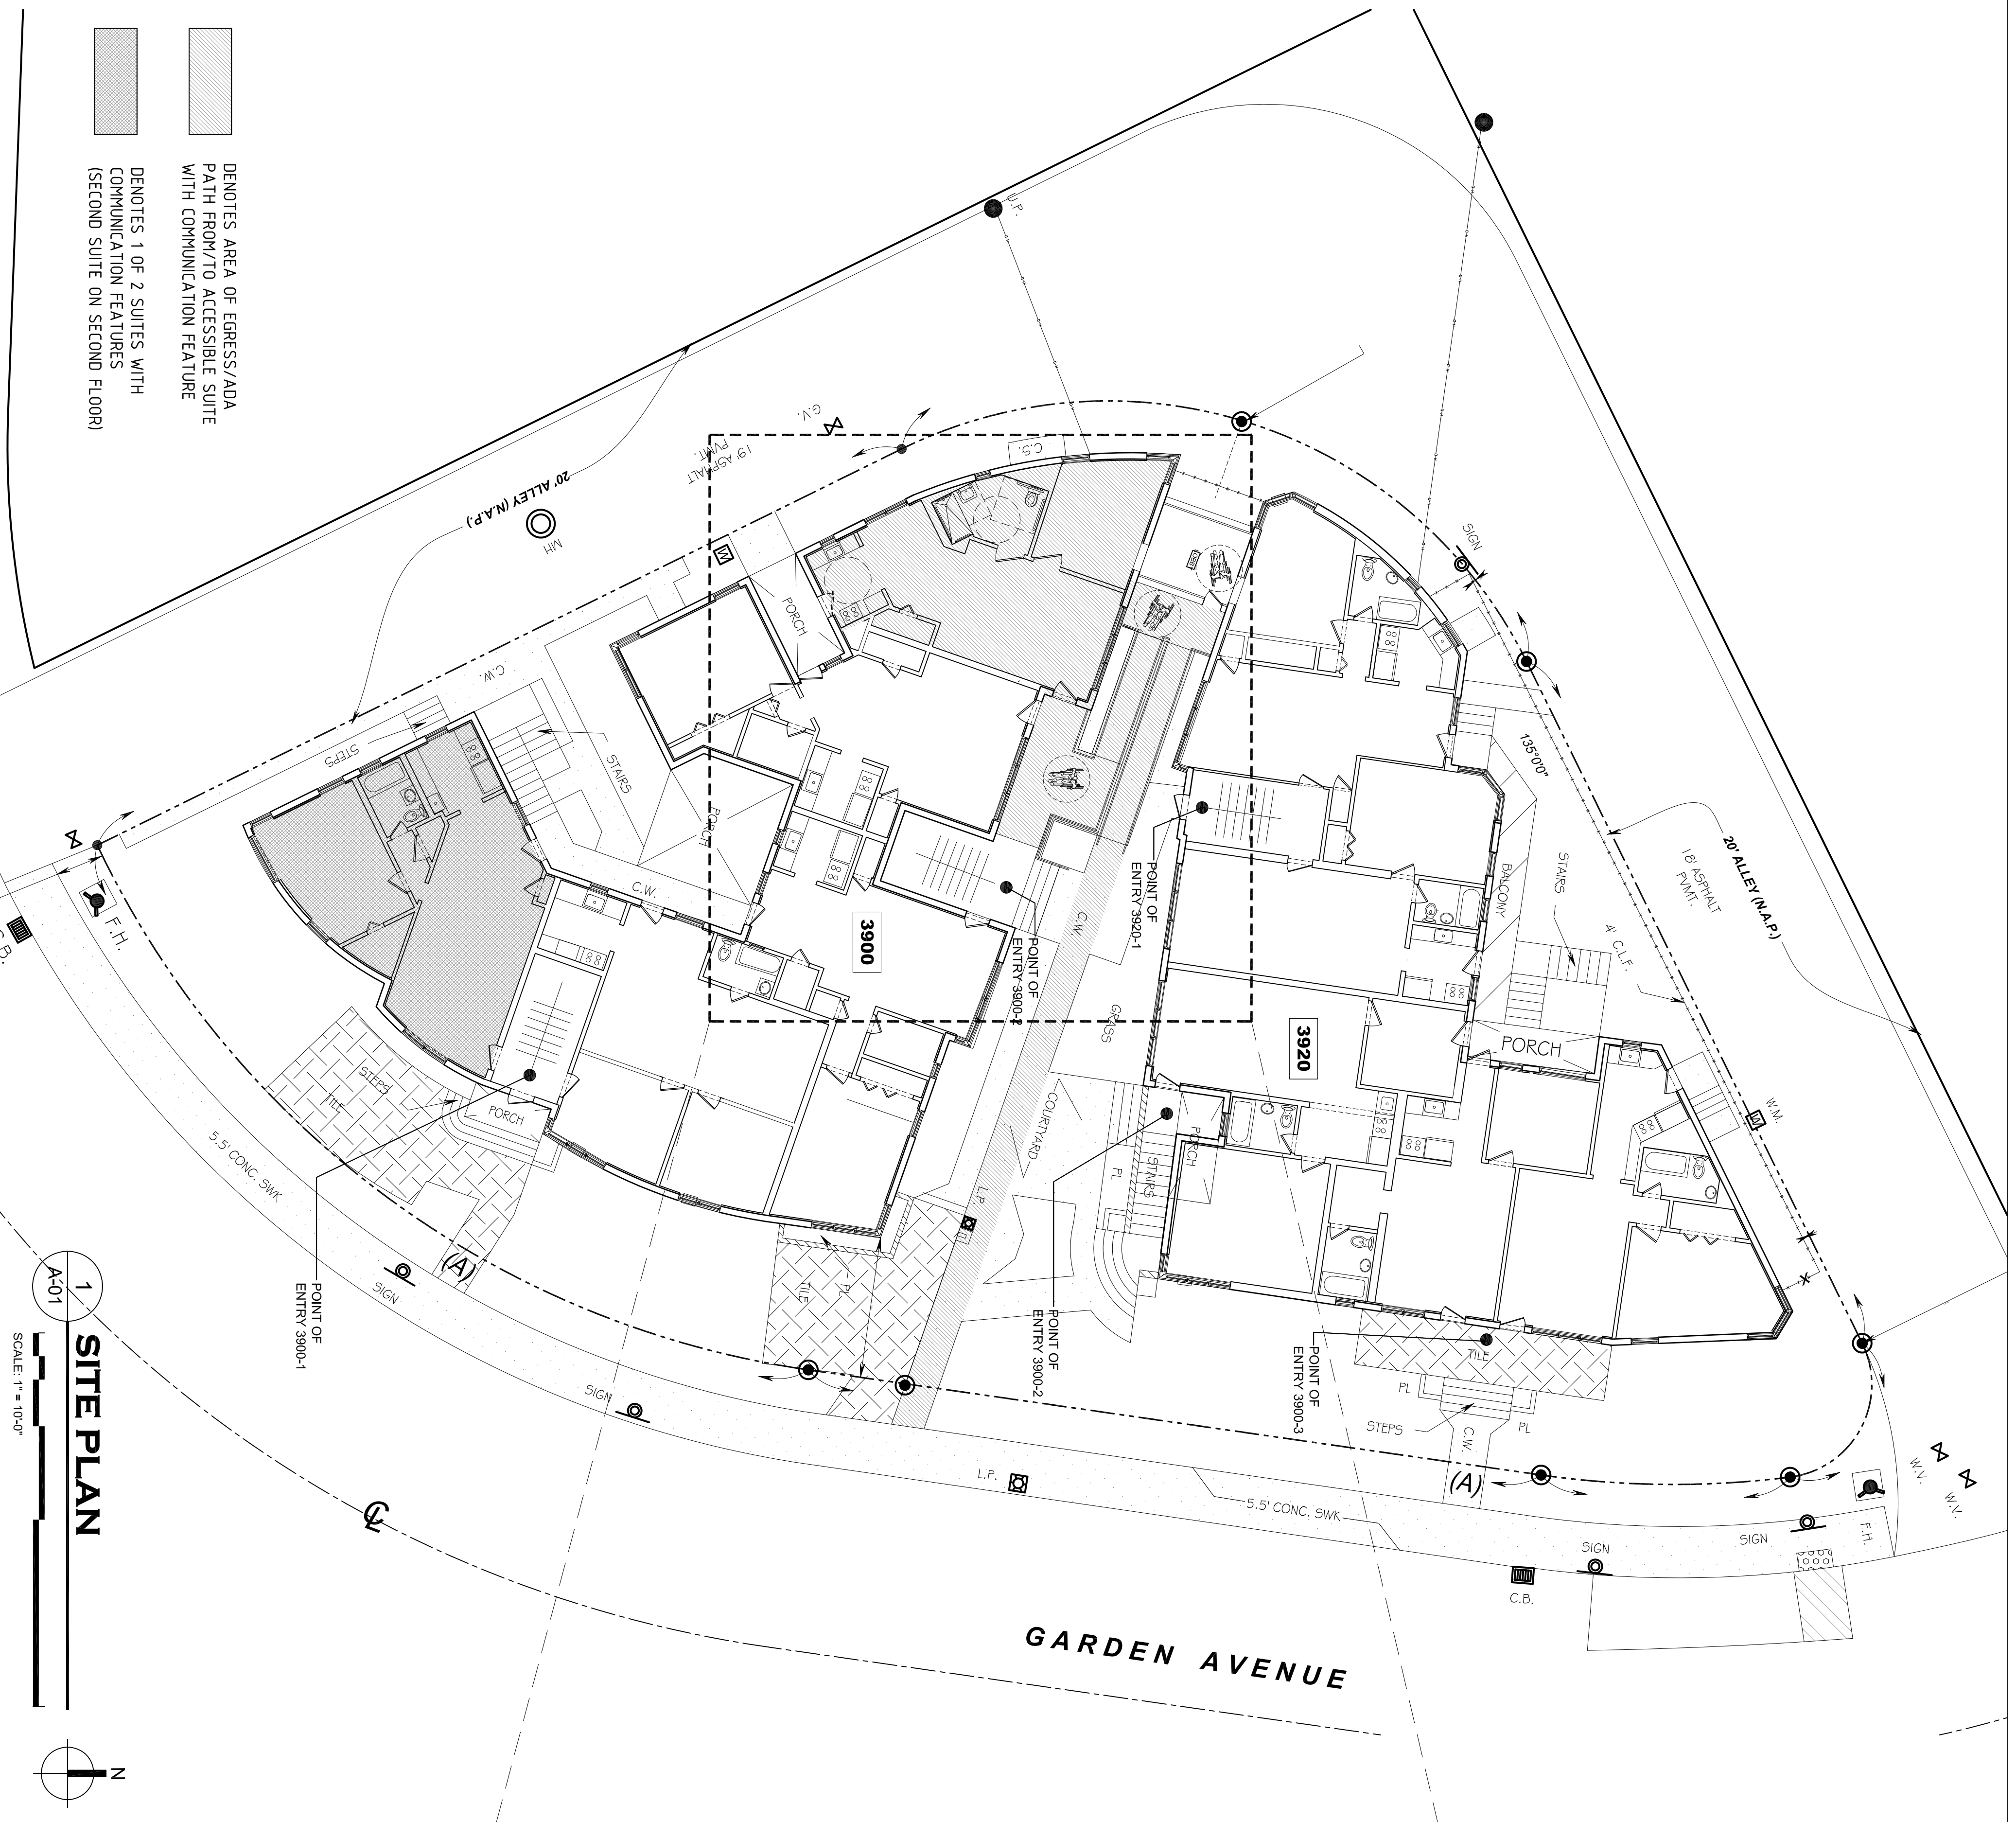 DENOTES AREA OF EGRESS/ADA
PATH FROM/TO ACCESSIBLE SUITE
WITH COMMUNICATION FEATURE
DENOTES 1 OF 2 SUITES WITH
COMMUNICATION FEATURES
(SECOND SUITE ON SECOND FLOOR)
U.P.
G.V.
19' ASPHALT
PVMT.
C.S.
20' ALLEY (N.A.P.)
MH
W
SIGN
PORCH
C.W.
STEPS
STAIRS
PORCH
C.W.
135°0'0"
20' ALLEY (N.A.P.)
18' ASPHALT
PVMT.
STAIRS
BALCONY
4' C.L.F.
POINT OF
ENTRY 3920-1
3900
POINT OF
ENTRY 3900-2
C.W.
GRASS
3920
PORCH
F.H.
C.B.
STEPS
TILE
PORCH
5.5' CONC. SWK
COURTYARD
PL
STAIRS
PORCH
W.M.
W
L.P.
(A)
SIGN
TILE
PL
POINT OF
ENTRY 3900-1
POINT OF
ENTRY 3900-2
POINT OF
ENTRY 3900-3
TILE
PL
STEPS
PL
C.W.
(A)
SIGN
L.P.
5.5' CONC. SWK
SIGN
SIGN
F.H.
W.V.
W.V.
C.B.
CL
GARDEN AVENUE
1
A-01
SITE PLAN
SCALE: 1" = 10'-0"
N